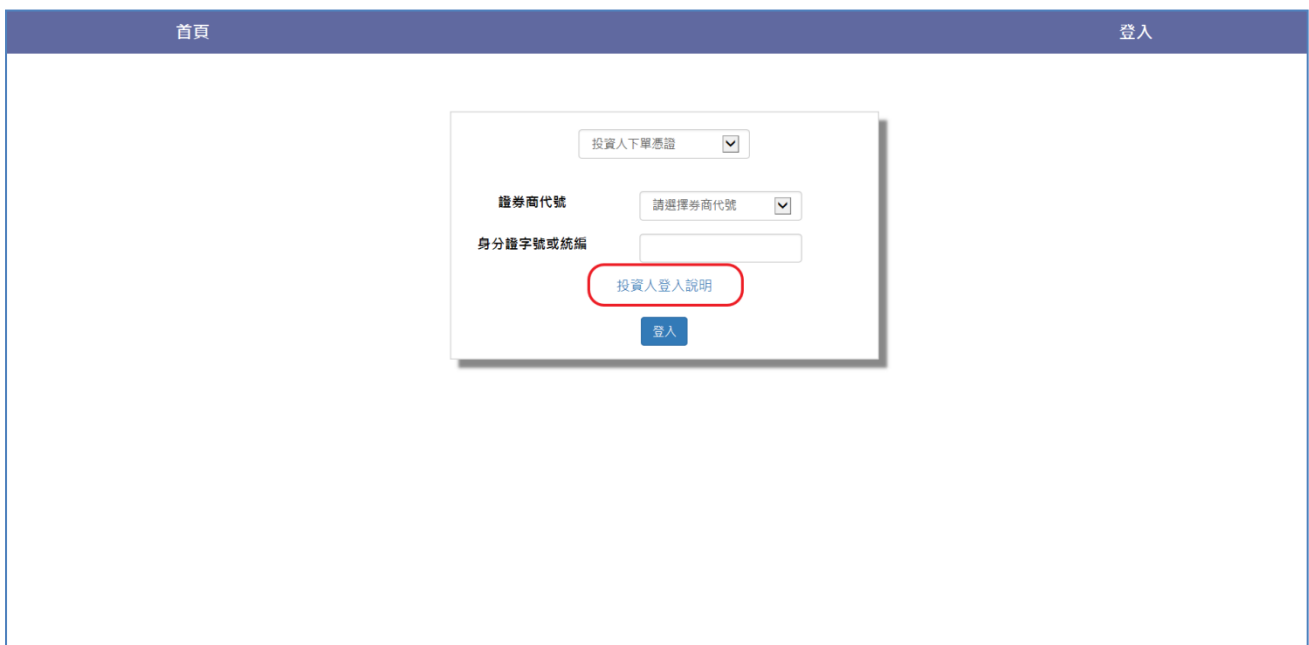 首頁 登入
投資人下單憑證
證券商代號 請選擇券商代號
身分證字號或統編
投資人登入說明
登入